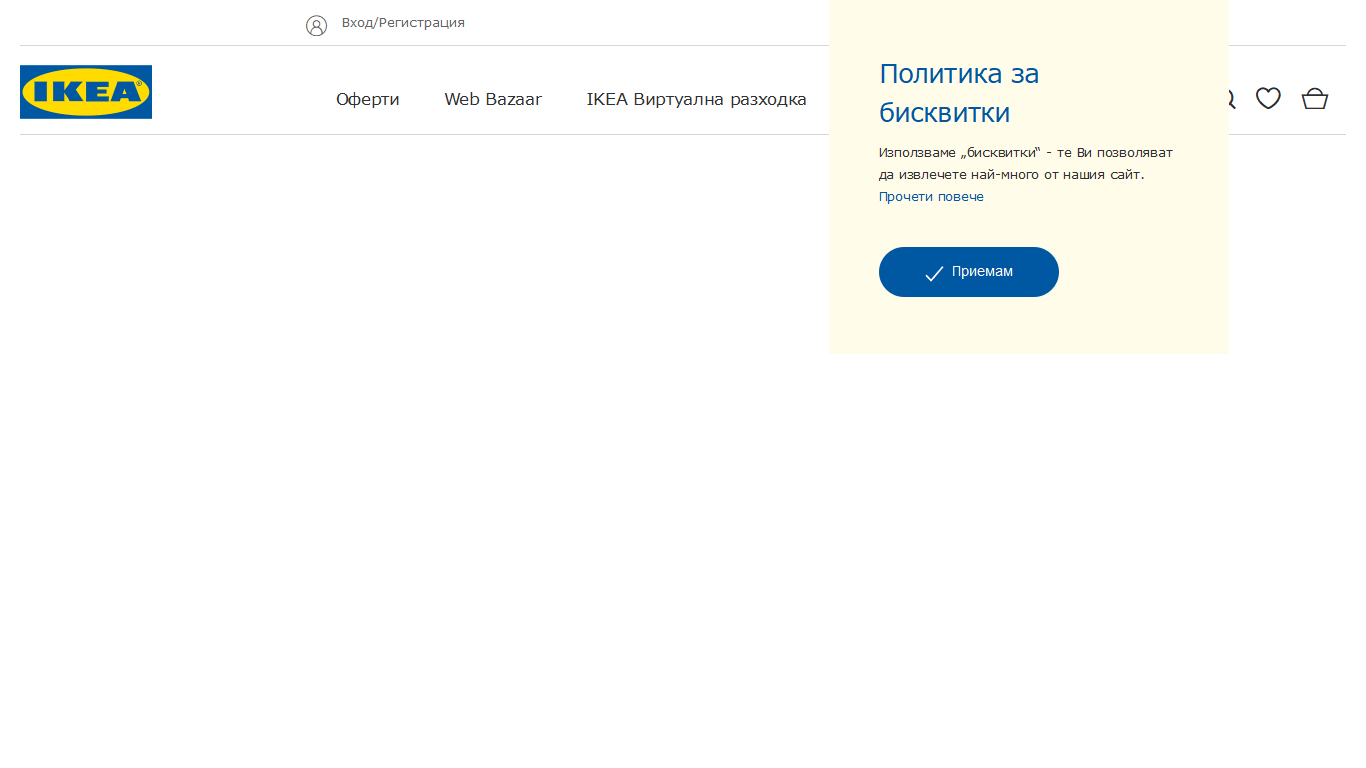 Вход/Регистрация
IKEA®
Оферти
Web Bazaar
IKEA Виртуална разходка
Политика за
бисквитки
Използваме „бисквитки“ - те Ви позволяват
да извлечете най-много от нашия сайт.
Прочети повече
Приемам